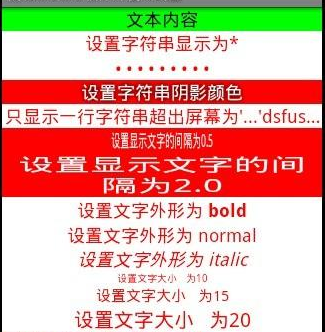 文本内容
设置字符串显示为*
•••••••••
设置字符串阴影颜色
只显示一行字符串超出屏幕为'...'dsfus...
设置显示文字的间隔为0.5
设置显示文字的间
隔为2.0
设置文字外形为 bold
设置文字外形为 normal
设置文字外形为 italic
设置文字大小 为10
设置文字大小 为15
设置文字大小 为20